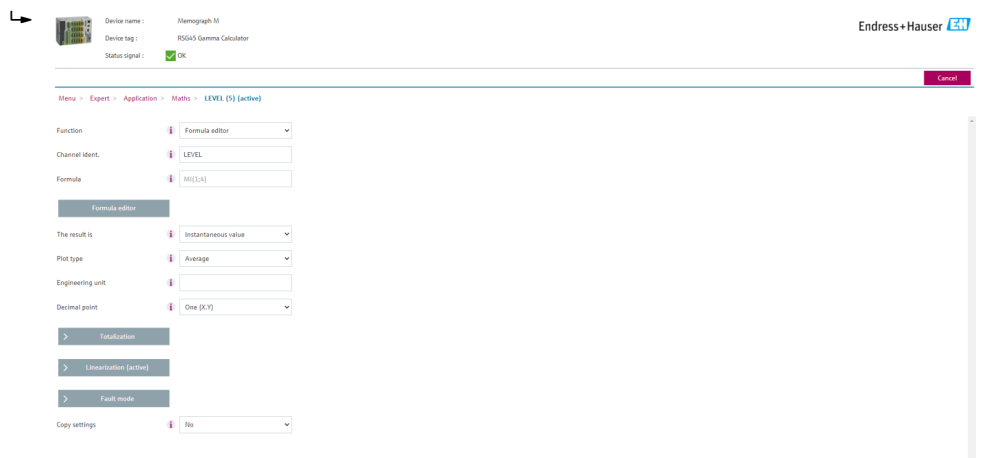 Device name : Memograph M
Endress+Hauser EH
Device tag : RSG45 Gamma Calculator
Status signal : OK
Cancel
Menu > Expert > Application > Maths > LEVEL (5) (active)
Function i Formula editor
Channel ident. i LEVEL
Formula i MI(1;4)
Formula editor
The result is i Instantaneous value
Plot type i Average
Engineering unit i
Decimal point i One (X.Y)
> Totalization
> Linearization (active)
> Fault mode
Copy settings i No